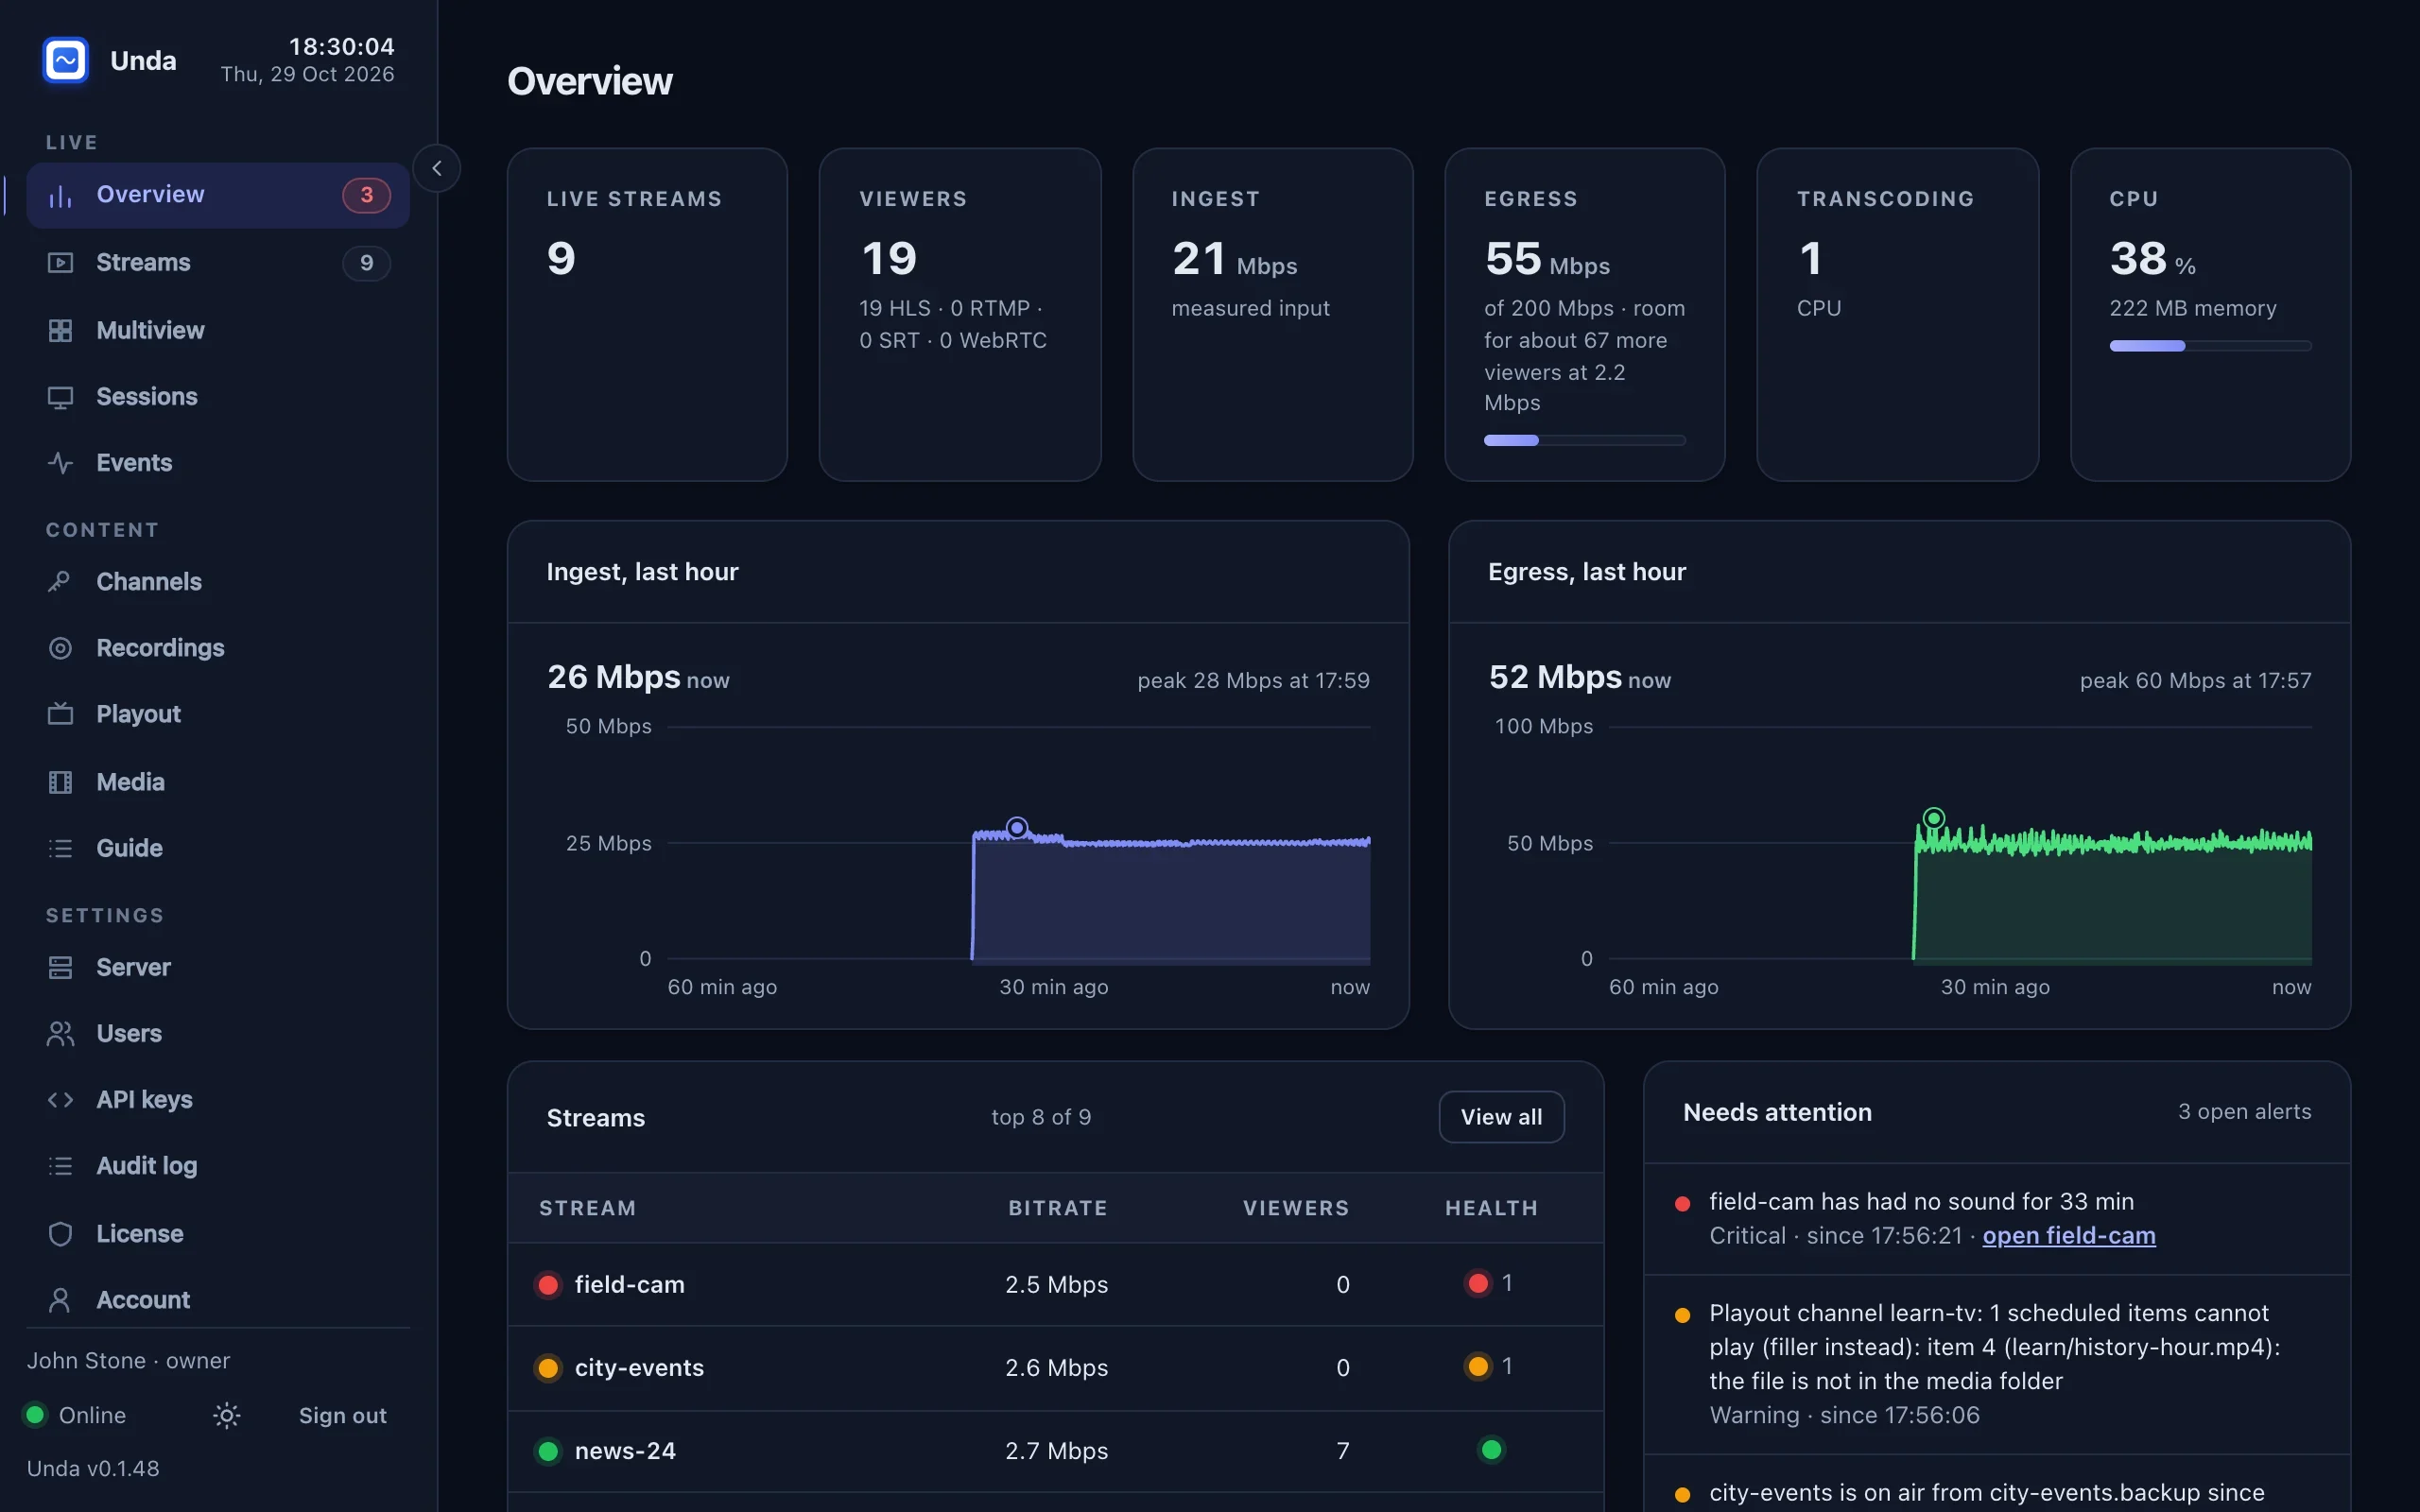 Unda
18:30:04
Thu, 29 Oct 2026
LIVE
Overview 3
Streams 9
Multiview
Sessions
Events
CONTENT
Channels
Recordings
Playout
Media
Guide
SETTINGS
Server
Users
API keys
Audit log
License
Account
John Stone · owner
Online
Sign out
Unda v0.1.48
Overview
LIVE STREAMS
9
VIEWERS
19
19 HLS · 0 RTMP ·
0 SRT · 0 WebRTC
INGEST
21 Mbps
measured input
EGRESS
55 Mbps
of 200 Mbps · room
for about 67 more
viewers at 2.2
Mbps
TRANSCODING
1
CPU
CPU
38 %
222 MB memory
Ingest, last hour
26 Mbps now
peak 28 Mbps at 17:59
50 Mbps
25 Mbps
0
60 min ago
30 min ago
now
Egress, last hour
52 Mbps now
peak 60 Mbps at 17:57
100 Mbps
50 Mbps
0
60 min ago
30 min ago
now
Streams
top 8 of 9
View all
STREAM BITRATE VIEWERS HEALTH
field-cam 2.5 Mbps 0 1
city-events 2.6 Mbps 0 1
news-24 2.7 Mbps 7
Needs attention
3 open alerts
field-cam has had no sound for 33 min
Critical · since 17:56:21 · open field-cam
Playout channel learn-tv: 1 scheduled items cannot
play (filler instead): item 4 (learn/history-hour.mp4):
the file is not in the media folder
Warning · since 17:56:06
city-events is on air from city-events.backup since